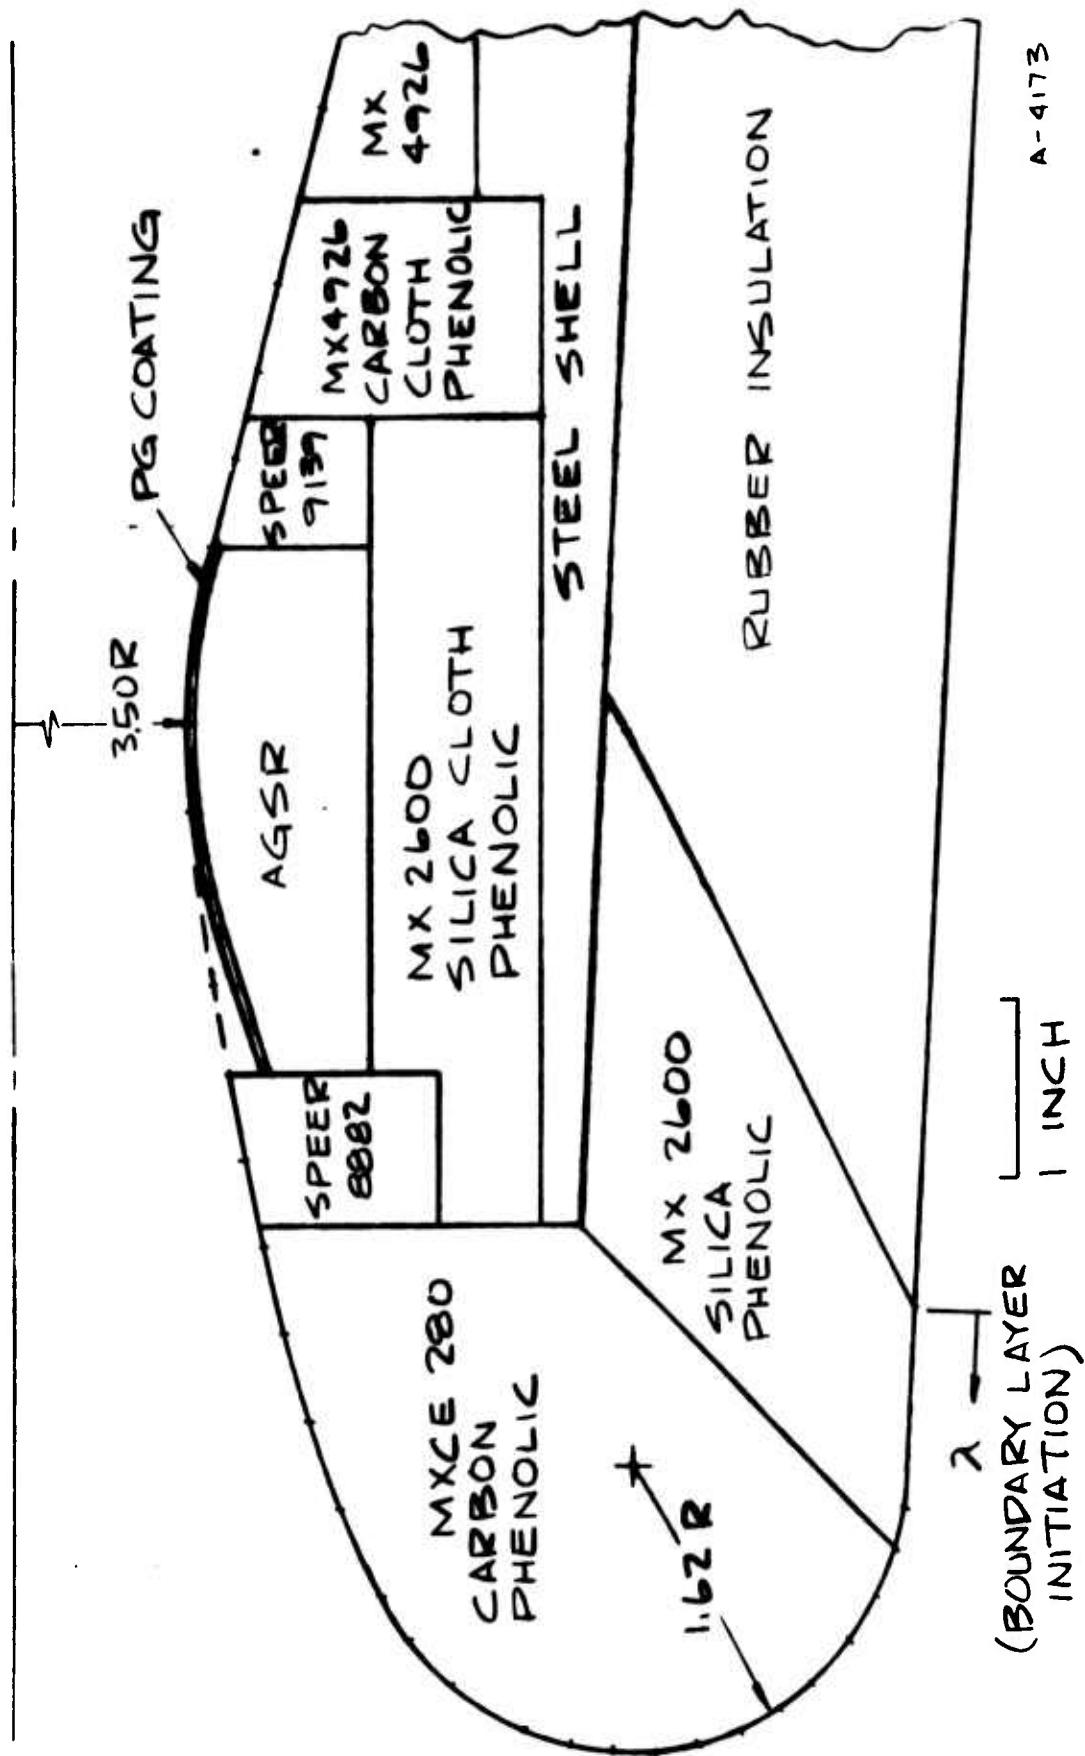 PG COATING
3.50R
MX
4926
MX4926
CARBON
CLOTH
PHENOLIC
SPEER
9139
AGSR
SPEER
8882
MX 2600
SILICA CLOTH
PHENOLIC
STEEL SHELL
MXCE 280
CARBON
PHENOLIC
1.62 R
MX 2600
SILICA
PHENOLIC
RUBBER INSULATION
λ
(BOUNDARY LAYER
INITIATION)
1 INCH
A-4173